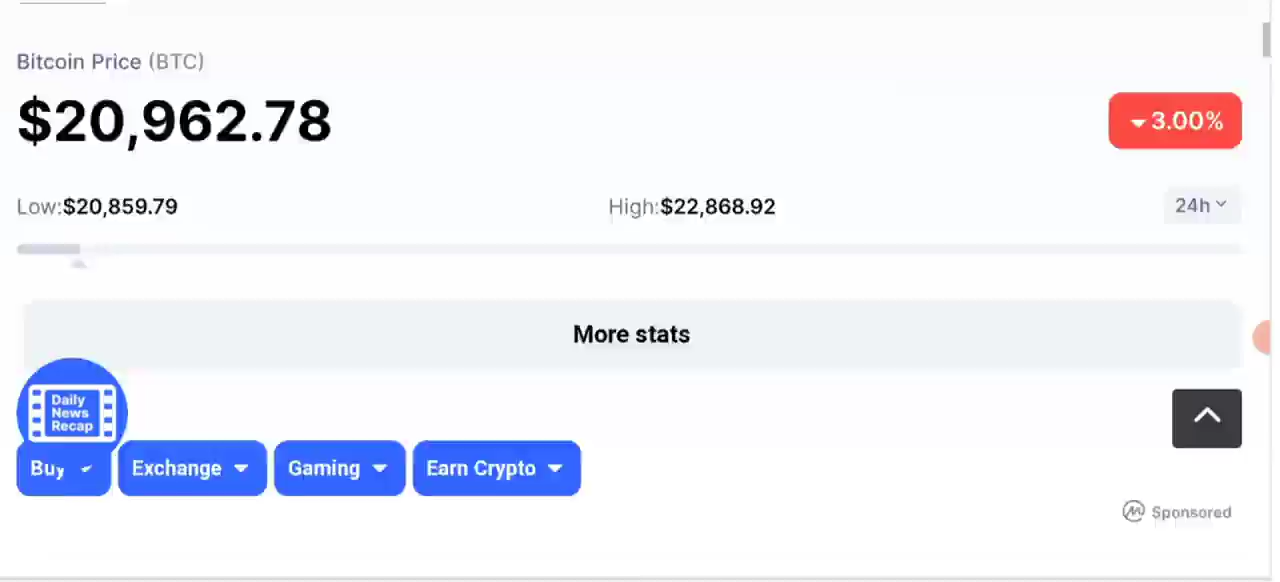 Bitcoin Price (BTC)
$20,962.78
3.00%
Low:$20,859.79 High:$22,868.92 24h
More stats
Daily
News
Recap
Buy Exchange Gaming Earn Crypto
Sponsored